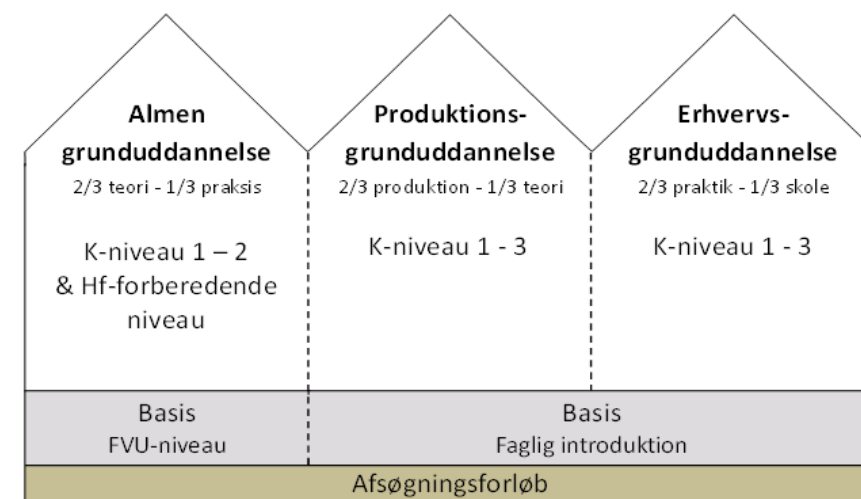 Almen
grunduddannelse
2/3 teori - 1/3 praksis
K-niveau 1 – 2
& Hf-forberedende
niveau
Produktions-
grunduddannelse
2/3 produktion - 1/3 teori
K-niveau 1 - 3
Erhvervs-
grunduddannelse
2/3 praktik - 1/3 skole
K-niveau 1 - 3
Basis
FVU-niveau
Basis
Faglig introduktion
Afsøgningsforløb